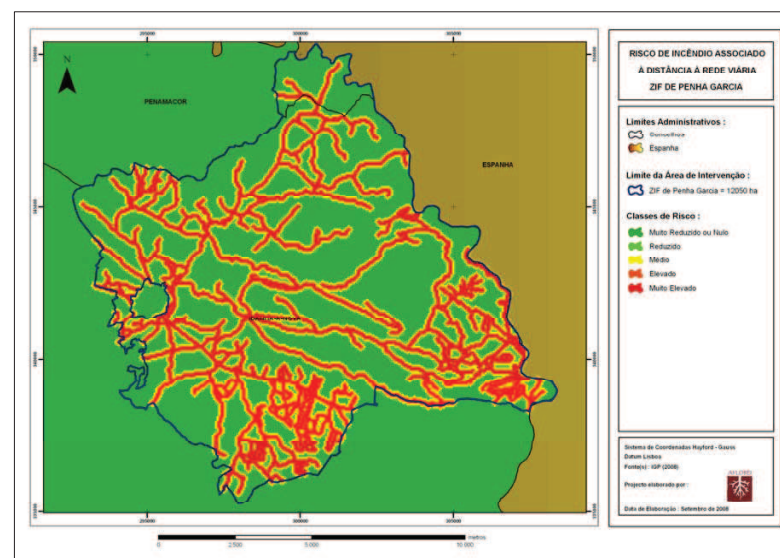 RISCO DE INCÊNDIO ASSOCIADO
À DISTÂNCIA À REDE VIÁRIA
ZIF DE PENHA GARCIA
N
PENAMACOR
ESPANHA
Limites Administrativos :
Concelhos
Espanha
Limite da Área de Intervenção :
ZIF de Penha Garcia = 12050 ha
Classes de Risco :
Muito Reduzido ou Nulo
Reduzido
Médio
Elevado
Muito Elevado
Sistema de Coordenadas Hayford - Gauss
Datum Lisboa
Fonte(s) : IGP (2008)
Projecto elaborado por :
AFLOBEI
Data de Elaboração : Setembro de 2008
metros
0 2.500 5.000 10.000